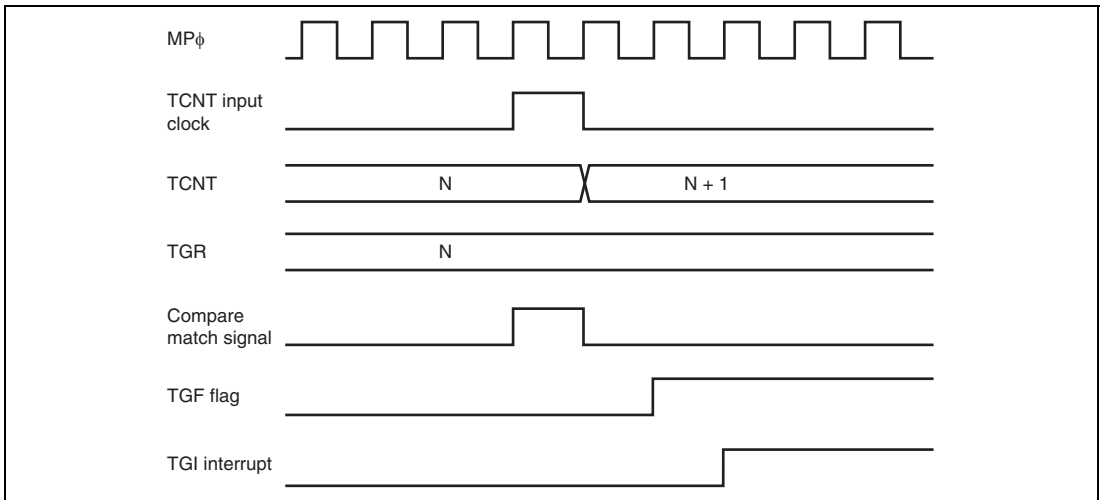 MPϕ
TCNT input
clock
TCNT
N
N + 1
TGR
N
Compare
match signal
TGF flag
TGI interrupt